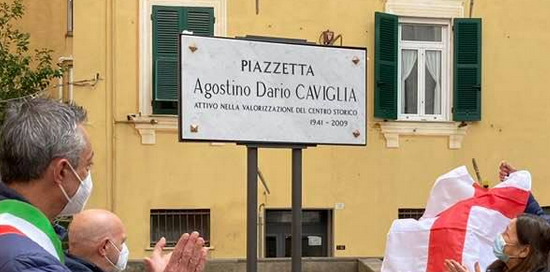 PIAZZETTA
Agostino Dario CAVIGLIA
ATTIVO NELLA VALORIZZAZIONE DEL CENTRO STORICO
1941 - 2009